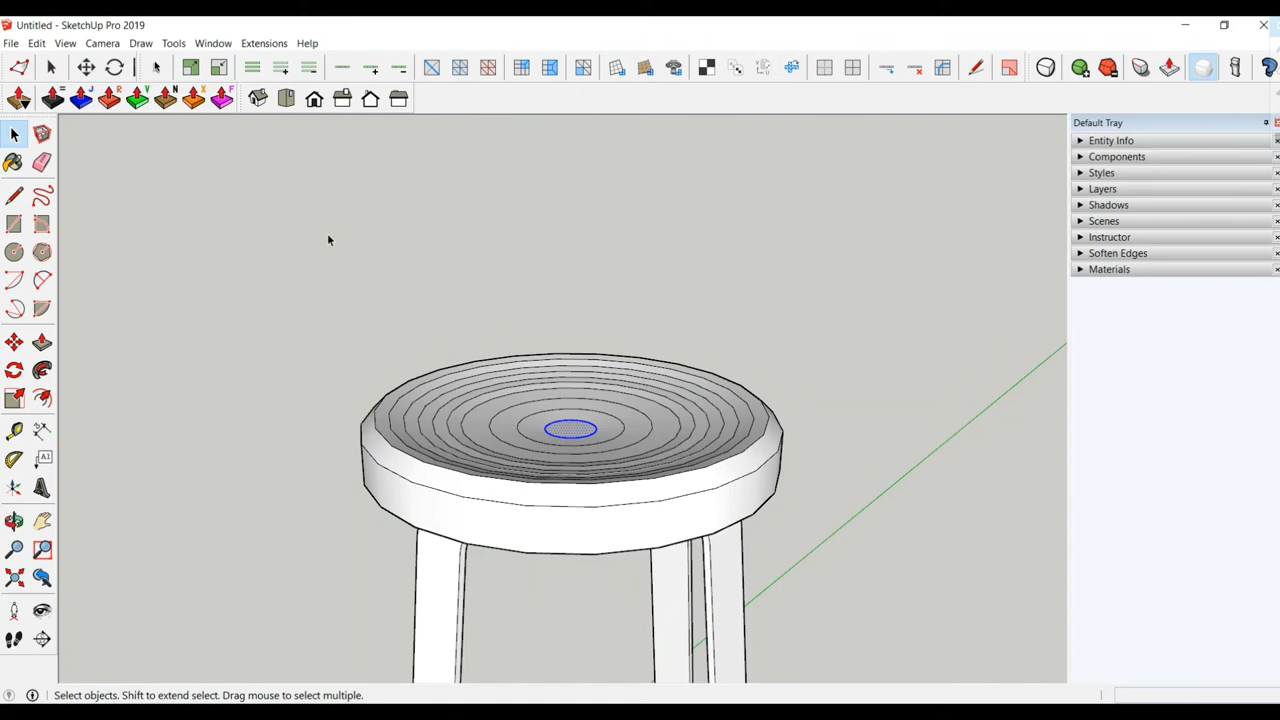 Untitled - SketchUp Pro 2019
File Edit View Camera Draw Tools Window Extensions Help
= J R V N X F
Default Tray
Entity Info
Components
Styles
Layers
Shadows
Scenes
Instructor
Soften Edges
Materials
A1
Select objects. Shift to extend select. Drag mouse to select multiple.